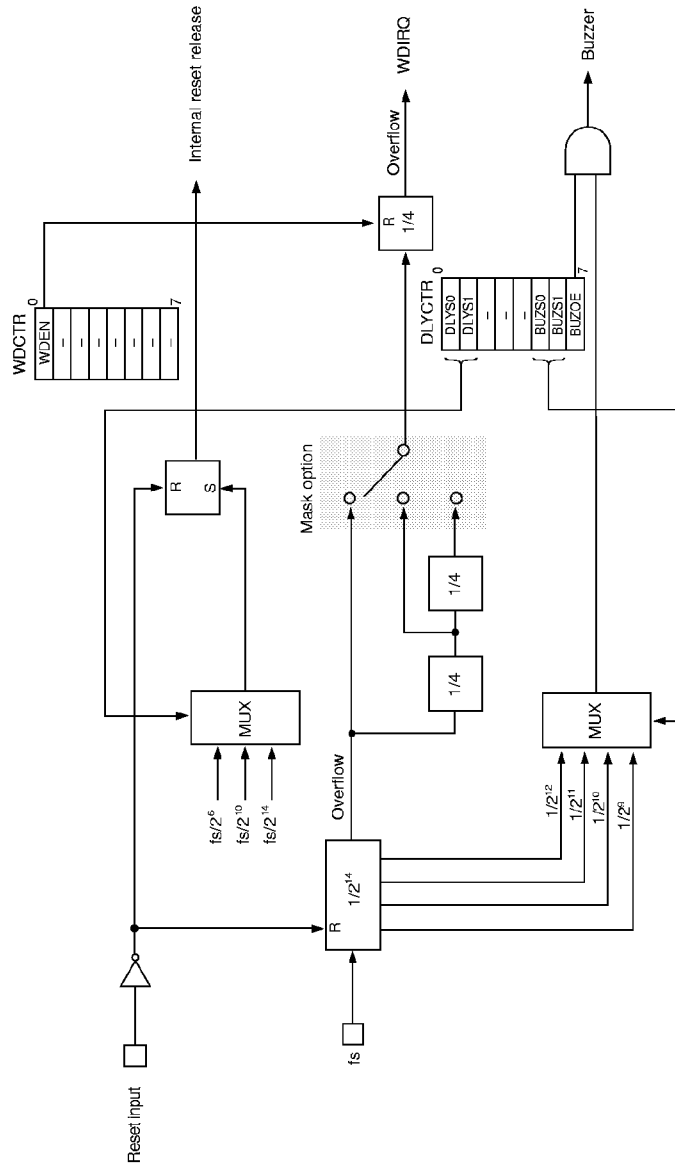 Reset input
Internal reset release
MUX
fs/2⁶
fs/2¹⁰
fs/2¹⁴
R
S
WDCTR
0
WDEN
–
–
–
–
–
–
–
7
fs
R
1/2¹⁴
Overflow
1/4
1/4
Mask option
R
1/4
Overflow
WDIRQ
DLYCTR
0
DLYS0
DLYS1
–
–
–
BUZS0
BUZS1
BUZOE
7
1/2¹²
1/2¹¹
1/2¹⁰
1/2⁹
MUX
Buzzer